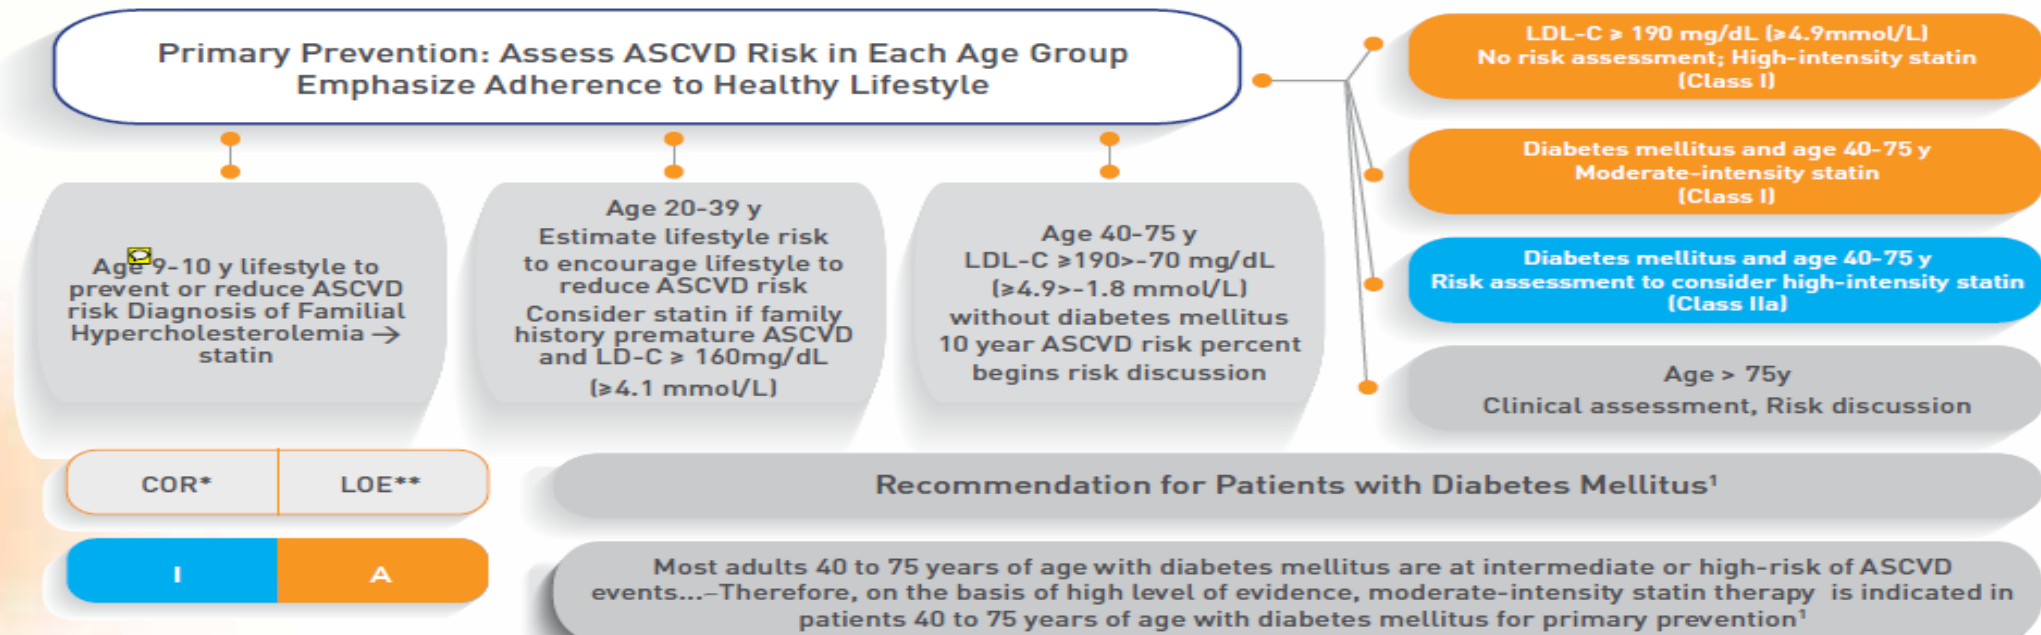 Primary Prevention: Assess ASCVD Risk in Each Age Group
Emphasize Adherence to Healthy Lifestyle
Age 9-10 y lifestyle to
prevent or reduce ASCVD
risk Diagnosis of Familial
Hypercholesterolemia →
statin
Age 20-39 y
Estimate lifestyle risk
to encourage lifestyle to
reduce ASCVD risk
Consider statin if family
history premature ASCVD
and LD-C ≥ 160mg/dL
(≥4.1 mmol/L)
Age 40-75 y
LDL-C ≥190>-70 mg/dL
(≥4.9>-1.8 mmol/L)
without diabetes mellitus
10 year ASCVD risk percent
begins risk discussion
LDL-C ≥ 190 mg/dL (≥4.9mmol/L)
No risk assessment; High-intensity statin
(Class I)
Diabetes mellitus and age 40-75 y
Moderate-intensity statin
(Class I)
Diabetes mellitus and age 40-75 y
Risk assessment to consider high-intensity statin
(Class IIa)
Age > 75y
Clinical assessment, Risk discussion
COR*
LOE**
I
A
Recommendation for Patients with Diabetes Mellitus¹
Most adults 40 to 75 years of age with diabetes mellitus are at intermediate or high-risk of ASCVD
events...–Therefore, on the basis of high level of evidence, moderate-intensity statin therapy is indicated in
patients 40 to 75 years of age with diabetes mellitus for primary prevention¹